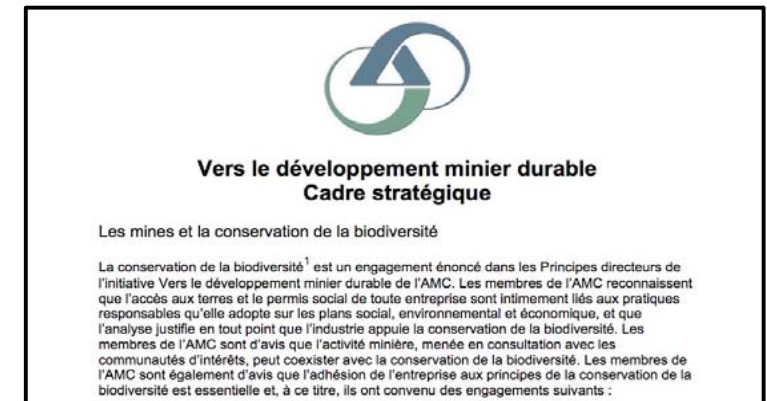 Vers le développement minier durable
Cadre stratégique
Les mines et la conservation de la biodiversité
La conservation de la biodiversité¹ est un engagement énoncé dans les Principes directeurs de
l'initiative Vers le développement minier durable de l'AMC. Les membres de l'AMC reconnaissent
que l'accès aux terres et le permis social de toute entreprise sont intimement liés aux pratiques
responsables qu'elle adopte sur les plans social, environnemental et économique, et que
l'analyse justifie en tout point que l'industrie appuie la conservation de la biodiversité. Les
membres de l'AMC sont d'avis que l'activité minière, menée en consultation avec les
communautés d'intérêts, peut coexister avec la conservation de la biodiversité. Les membres de
l'AMC sont également d'avis que l'adhésion de l'entreprise aux principes de la conservation de la
biodiversité est essentielle et, à ce titre, ils ont convenu des engagements suivants :